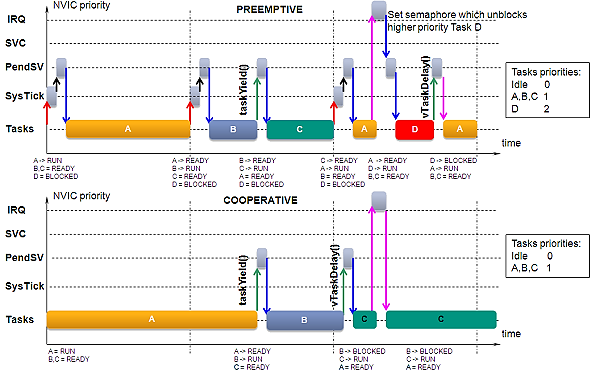 NVIC priority
PREEMPTIVE
IRQ
SVC
PendSV
SysTick
Tasks
Set semaphore which unblocks
higher priority Task D
taskYield()
vTaskDelay()
Tasks priorities:
Idle 0
A,B,C 1
D 2
A
B
C
A
D
A
time
A -> RUN
B,C = READY
D = BLOCKED
A -> READY
B -> RUN
C = READY
D = BLOCKED
B -> READY
C -> RUN
A = READY
D = BLOCKED
C -> READY
A -> RUN
B = READY
D = BLOCKED
A -> READY
D -> RUN
B,C = READY
D -> BLOCKED
A -> RUN
B,C = READY
NVIC priority
COOPERATIVE
IRQ
SVC
PendSV
SysTick
Tasks
taskYield()
vTaskDelay()
Tasks priorities:
Idle 0
A,B,C 1
A
B
C
C
time
A = RUN
B,C = READY
A -> READY
B -> RUN
C = READY
B -> BLOCKED
C -> RUN
A = READY
B -> BLOCKED
C -> RUN
A = READY